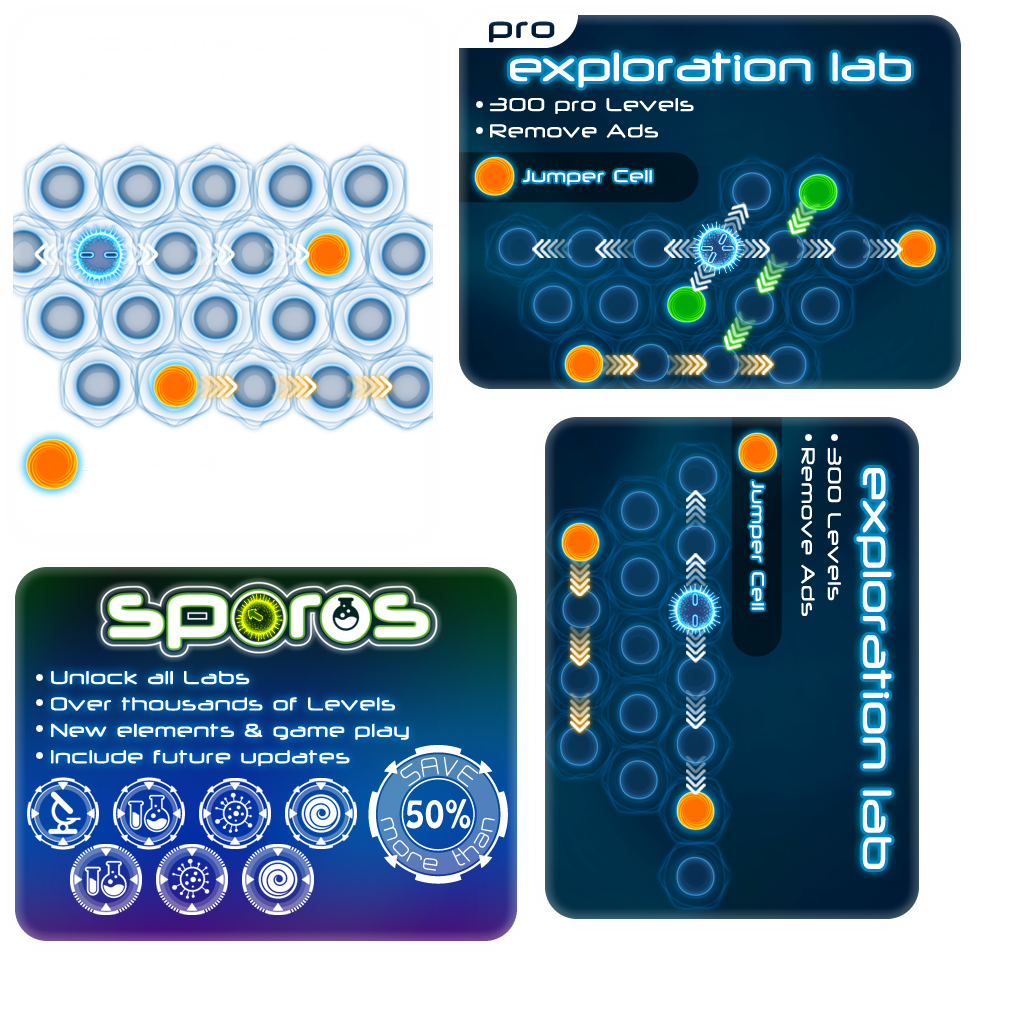 pro
exploration lab
• 300 pro Levels
• Remove Ads
Jumper Cell
exploration lab
• 300 Levels
• Remove Ads
Jumper Cell
sporos
• Unlock all Labs
• Over thousands of Levels
• New elements & game play
• Include future updates
SAVE
50%
more than